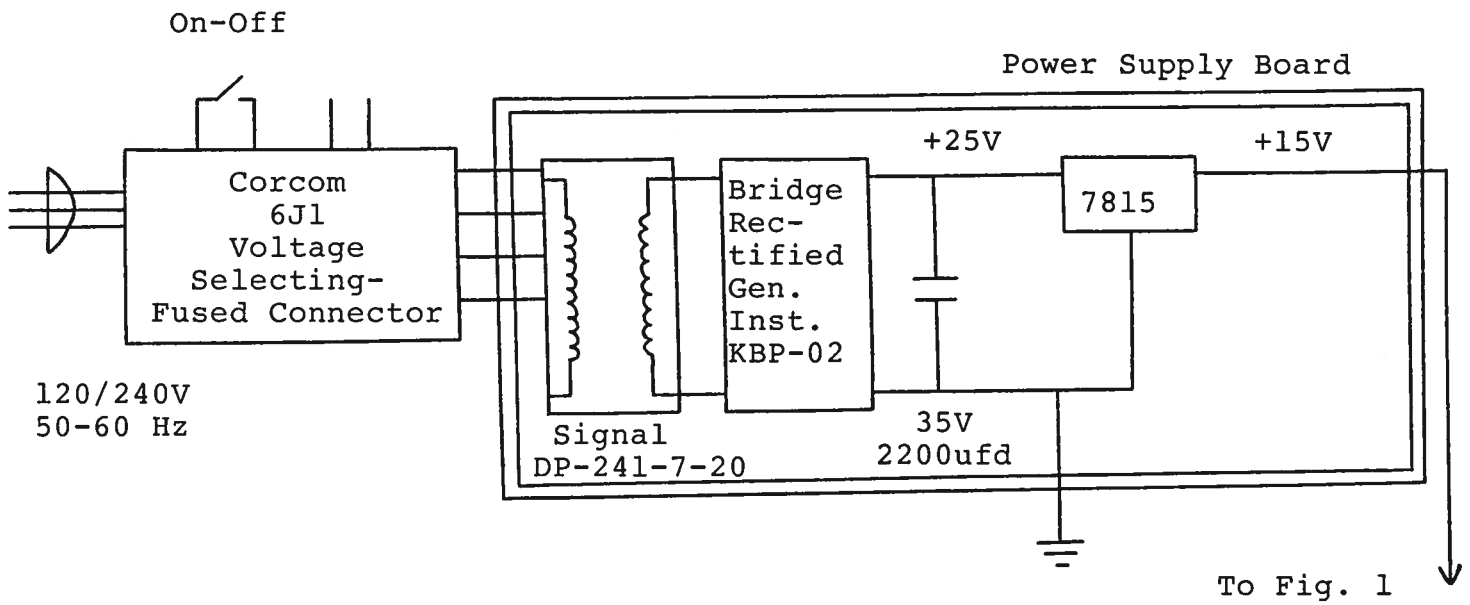 On-Off
Power Supply Board
+25V
+15V
Corcom
6J1
Voltage
Selecting-
Fused Connector
Bridge
Rec-
tified
Gen.
Inst.
KBP-02
7815
120/240V
50-60 Hz
35V
2200ufd
Signal
DP-241-7-20
To Fig. 1